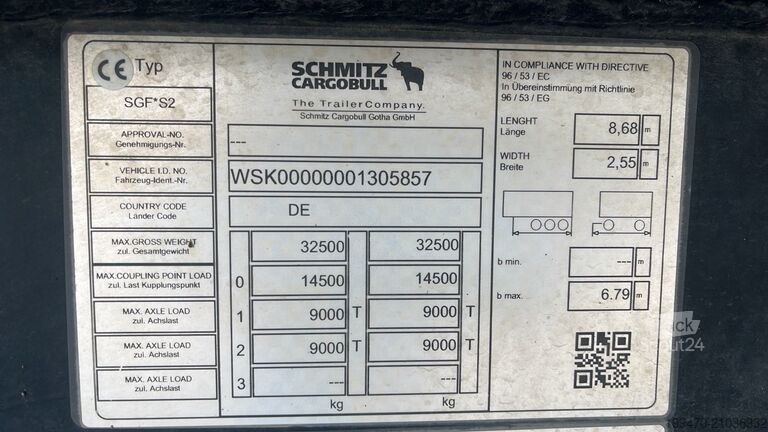 CE Typ
SGF*S2
APPROVAL-NO.
Genehmigungs-Nr.
---
VEHICLE I.D. NO.
Fahrzeug-Ident.-Nr.
WSK00000001305857
COUNTRY CODE
Länder Code
DE
MAX.GROSS WEIGHT
zul. Gesamtgewicht
32500 32500
MAX.COUPLING POINT LOAD
zul. Last Kupplungspunkt
0 14500 14500
MAX. AXLE LOAD
zul. Achslast
1 9000 T 9000 T
MAX. AXLE LOAD
zul. Achslast
2 9000 T 9000 T
MAX. AXLE LOAD
zul. Achslast
3 --- ---
kg kg
SCHMITZ
CARGOBULL
The Trailer Company.
Schmitz Cargobull Gotha GmbH
IN COMPLIANCE WITH DIRECTIVE
96 / 53 / EC
In Übereinstimmung mit Richtlinie
96 / 53 / EG
LENGHT
Länge
8,68 m
WIDTH
Breite
2,55 m
b min.
--- m
b max.
6.79 m